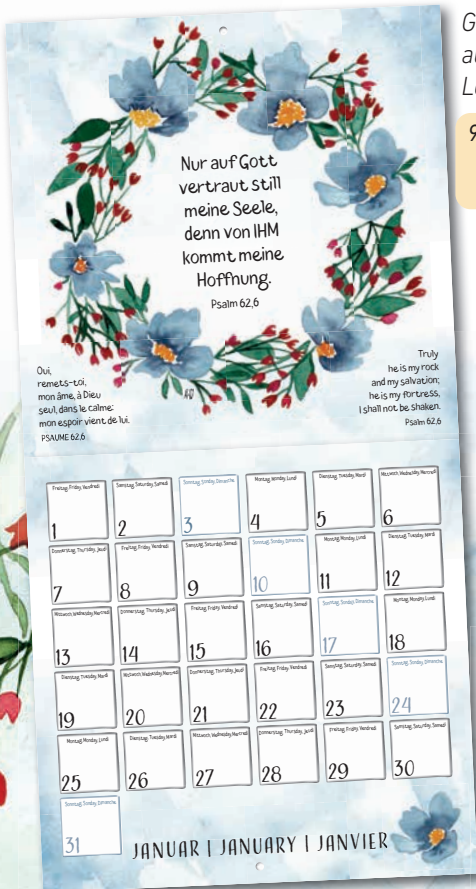 Nur auf Gott
vertraut still
meine Seele,
denn von IHM
kommt meine
Hoffnung.
Psalm 62,6
Oui,
remets-toi,
mon âme, à Dieu
seul, dans le calme:
mon espoir vient de lui.
PSAUME 62,6
Truly
he is my rock
and my salvation;
he is my fortress,
I shall not be shaken.
Psalm 62,6
Freitag, Friday, Vendredi
Samstag, Saturday, Samedi
Sonntag, Sunday, Dimanche
Montag, Monday, Lundi
Dienstag, Tuesday, Mardi
Mittwoch, Wednesday, Mercredi
1 2 3 4 5 6
Donnerstag, Thursday, Jeudi
Freitag, Friday, Vendredi
Samstag, Saturday, Samedi
Sonntag, Sunday, Dimanche
Montag, Monday, Lundi
Dienstag, Tuesday, Mardi
7 8 9 10 11 12
Mittwoch, Wednesday, Mercredi
Donnerstag, Thursday, Jeudi
Freitag, Friday, Vendredi
Samstag, Saturday, Samedi
Sonntag, Sunday, Dimanche
Montag, Monday, Lundi
13 14 15 16 17 18
Dienstag, Tuesday, Mardi
Mittwoch, Wednesday, Mercredi
Donnerstag, Thursday, Jeudi
Freitag, Friday, Vendredi
Samstag, Saturday, Samedi
Sonntag, Sunday, Dimanche
19 20 21 22 23 24
Montag, Monday, Lundi
Dienstag, Tuesday, Mardi
Mittwoch, Wednesday, Mercredi
Donnerstag, Thursday, Jeudi
Freitag, Friday, Vendredi
Samstag, Saturday, Samedi
25 26 27 28 29 30
Sonntag, Sunday, Dimanche
31
JANUAR | JANUARY | JANVIER